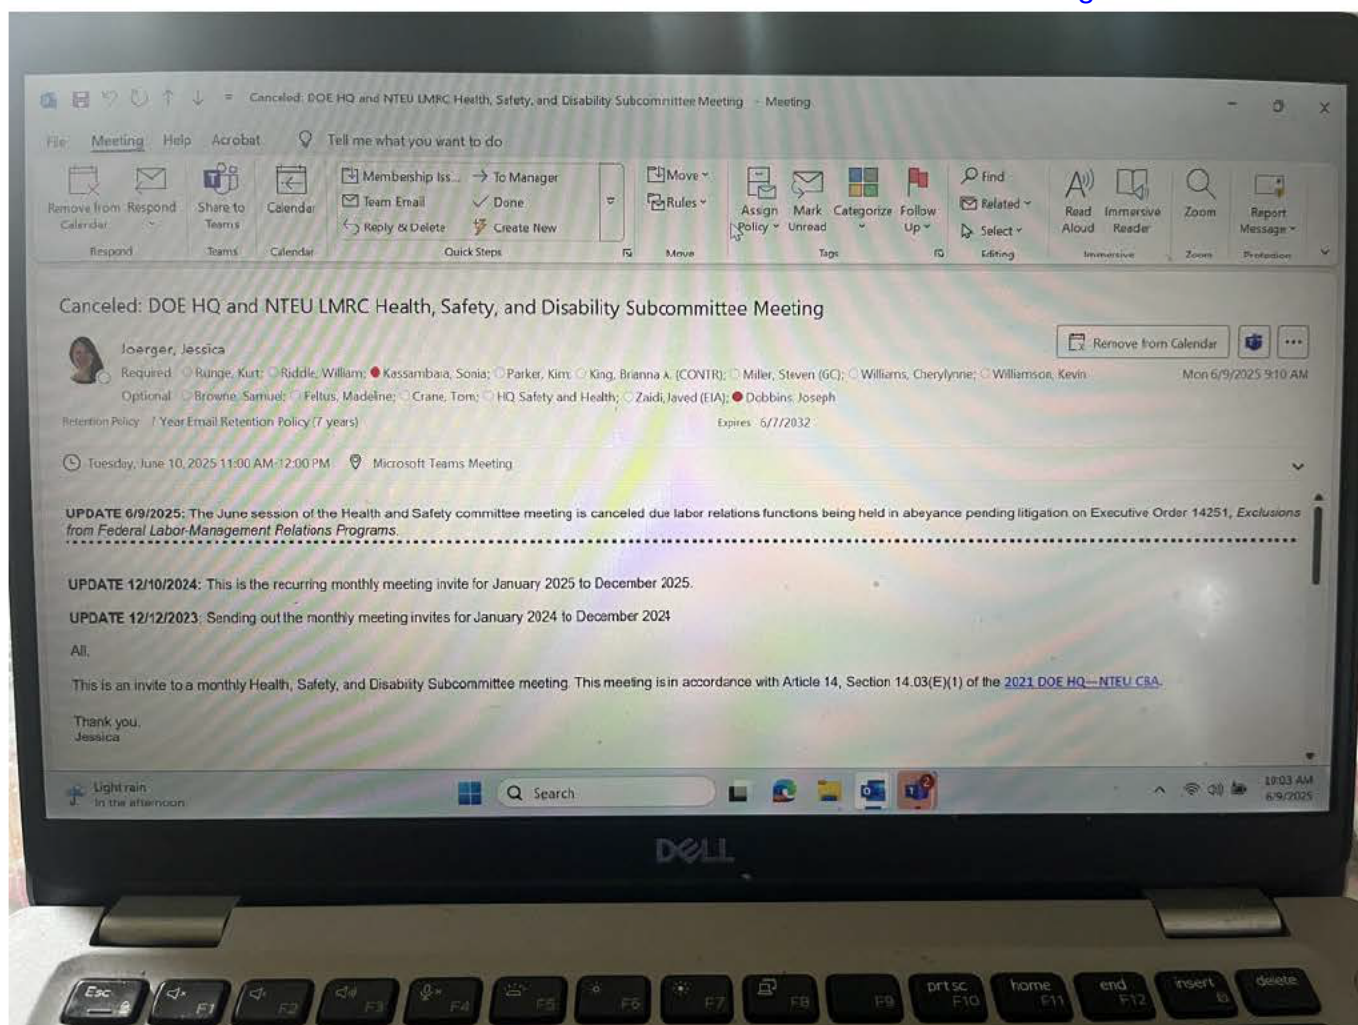 Canceled: DOE HQ and NTEU LMRC Health, Safety, and Disability Subcommittee Meeting - Meeting
File Meeting Help Acrobat Tell me what you want to do
Membership Iss... To Manager Move Find
Remove from Calendar Respond Share to Teams Calendar Team Email Done Rules Assign Policy Mark Unread Categorize Follow Up Related Read Aloud Immersive Reader Zoom Report Message
Reply & Delete Create New Select
Respond Teams Calendar Quick Steps Move Tags Editing Immersive Zoom Protection
Canceled: DOE HQ and NTEU LMRC Health, Safety, and Disability Subcommittee Meeting
Joerger, Jessica
Remove from Calendar
Required Runge, Kurt; Riddle, William; Kassambara, Sonia; Parker, Kim; King, Brianna A. (CONTR); Miller, Steven (GC); Williams, Cherylynne; Williamson, Kevin Mon 6/9/2025 9:10 AM
Optional Browne, Samuel; Feltus, Madeline; Crane, Tom; HQ Safety and Health; Zaidi, Javed (EIA); Dobbins, Joseph
Retention Policy 7 Year Email Retention Policy (7 years) Expires 6/7/2032
Tuesday, June 10, 2025 11:00 AM-12:00 PM Microsoft Teams Meeting
UPDATE 6/9/2025: The June session of the Health and Safety committee meeting is canceled due labor relations functions being held in abeyance pending litigation on Executive Order 14251, Exclusions
from Federal Labor-Management Relations Programs.
UPDATE 12/10/2024: This is the recurring monthly meeting invite for January 2025 to December 2025.
UPDATE 12/12/2023: Sending out the monthly meeting invites for January 2024 to December 2024
All,
This is an invite to a monthly Health, Safety, and Disability Subcommittee meeting. This meeting is in accordance with Article 14, Section 14.03(E)(1) of the 2021 DOE HQ—NTEU CBA.
Thank you,
Jessica
Light rain
In the afternoon
Search
2
10:03 AM
6/9/2025
DELL
Esc F1 F2 F3 F4 F5 F6 F7 F8 F9 prt sc F10 home F11 end F12 insert delete